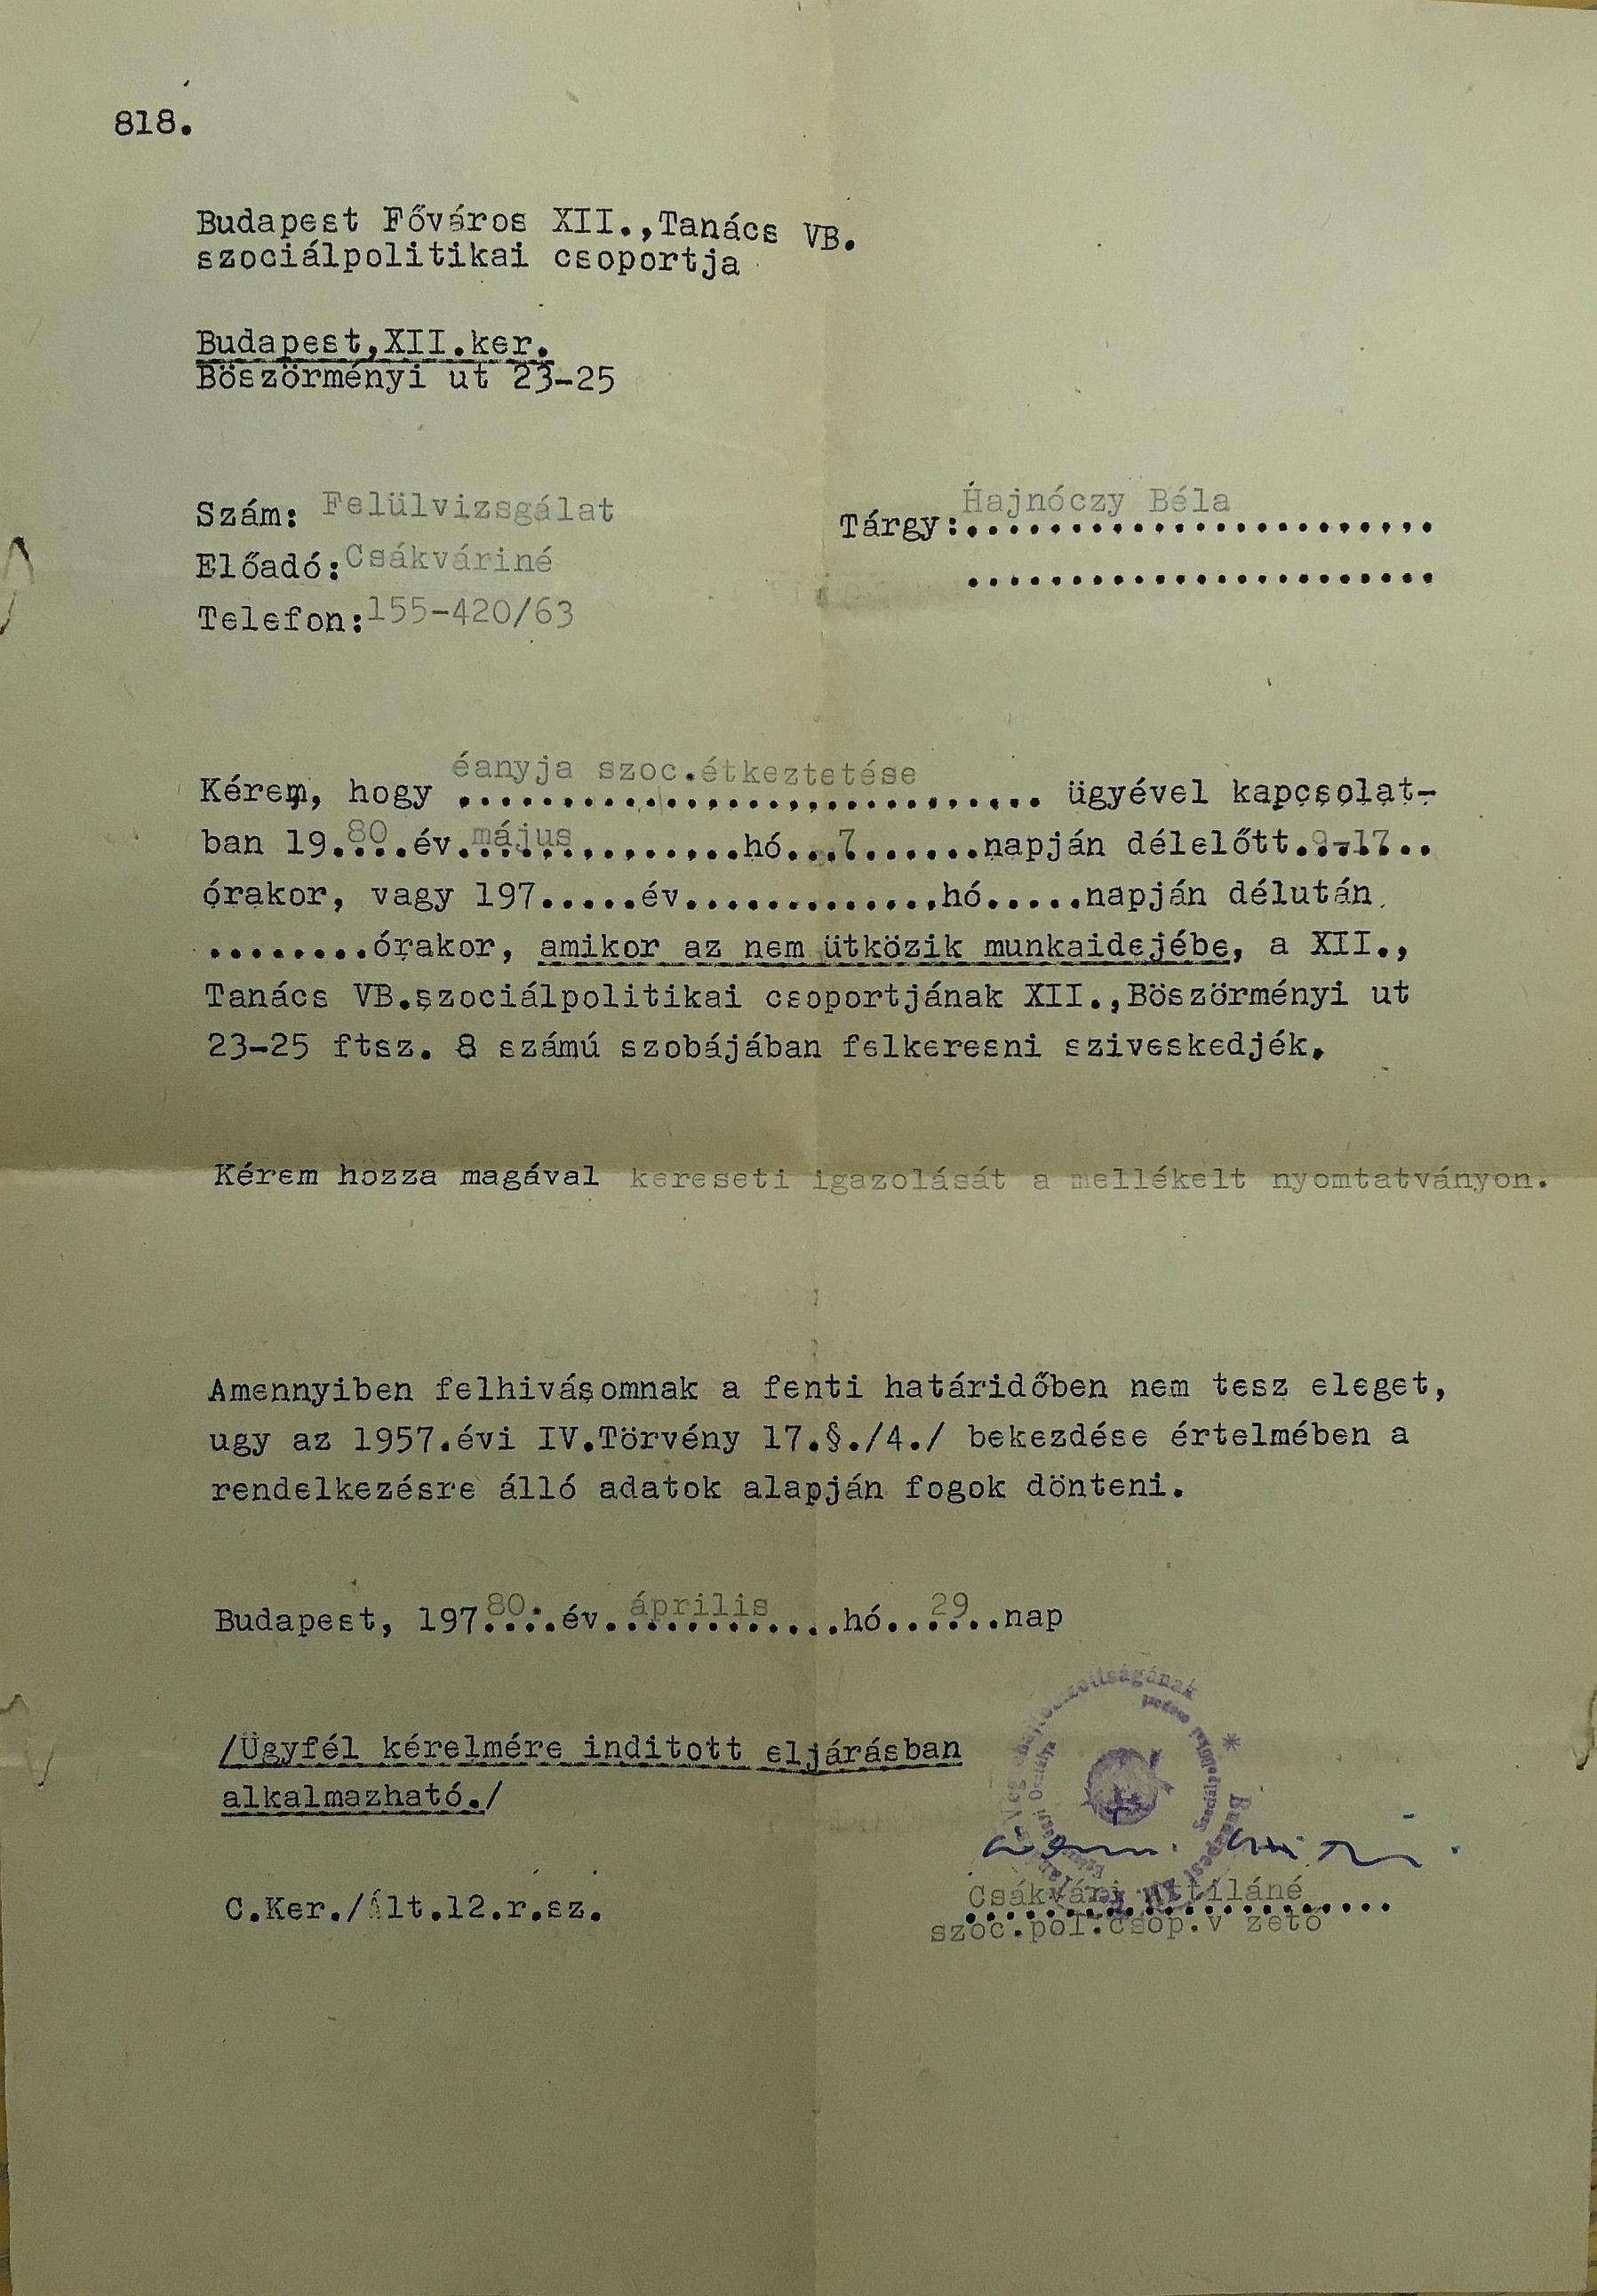 818.
Budapest Főváros XII.,Tanács VB.
szociálpolitikai csoportja
Budapest,XII.ker.
Böszörményi ut 23-25
Szám: Felülvizsgálat
Tárgy:Hajnóczy Béla.......................
Előadó:Csákváriné
.......................
Telefon:155-420/63
Kérem, hogy éanyja szoc.étkeztetése ügyével kapcsolat-
ban 19.80..év.május.............hó...7.......napján délelőtt.9-17..
órakor, vagy 197.....év.............hó.....napján délután
........órakor, amikor az nem ütközik munkaidejébe, a XII.,
Tanács VB.szociálpolitikai csoportjának XII.,Böszörményi ut
23-25 ftsz. 8 számú szobájában felkeresni sziveskedjék.
Kérem hozza magával kereseti igazolását a mellékelt nyomtatványon.
Amennyiben felhivásomnak a fenti határidőben nem tesz eleget,
ugy az 1957.évi IV.Törvény 17.§./4./ bekezdése értelmében a
rendelkezésre álló adatok alapján fogok dönteni.
Budapest, 19780....év.április.....hó..29..nap
/Ügyfél kérelmére inditott eljárásban
alkalmazható./
C.Ker./Ált.12.r.sz.
Csákvári Attiláné
szoc.pol.csop.v zető
Budapest